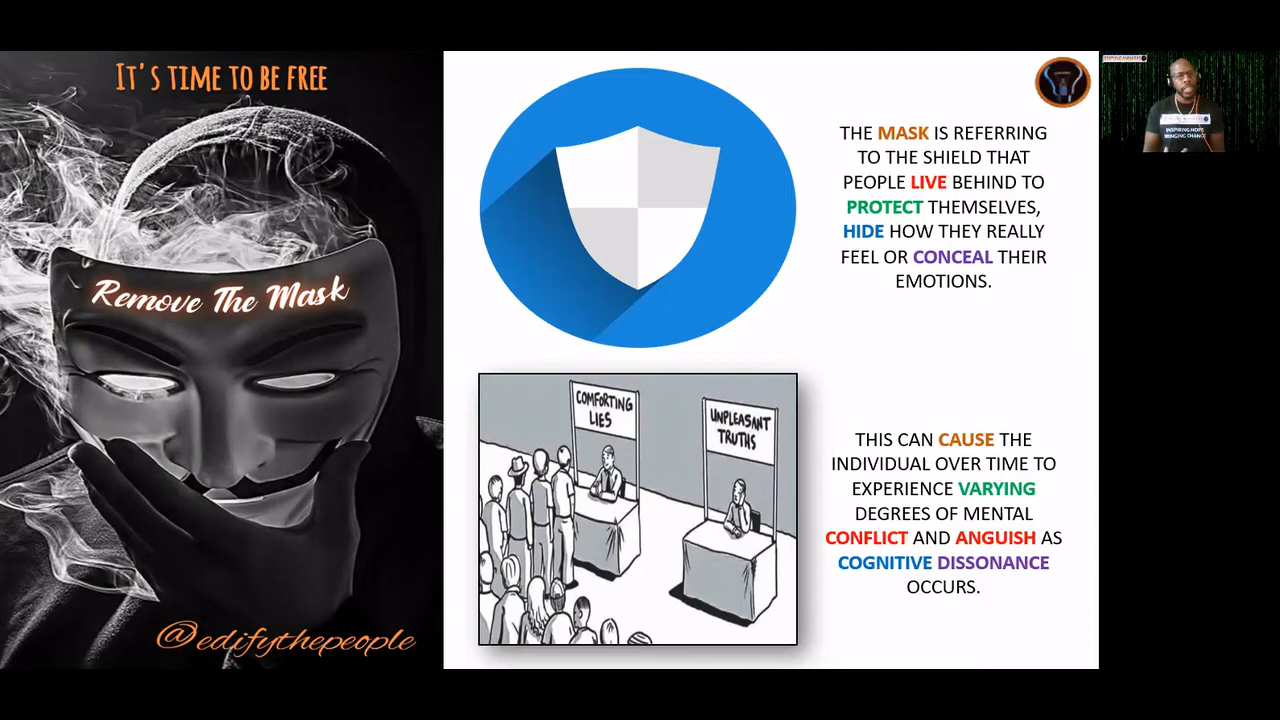 IT'S TIME TO BE FREE
Remove The Mask
@edifythepeople
THE MASK IS REFERRING
TO THE SHIELD THAT
PEOPLE LIVE BEHIND TO
PROTECT THEMSELVES,
HIDE HOW THEY REALLY
FEEL OR CONCEAL THEIR
EMOTIONS.
COMFORTING
LIES
UNPLEASANT
TRUTHS
THIS CAN CAUSE THE
INDIVIDUAL OVER TIME TO
EXPERIENCE VARYING
DEGREES OF MENTAL
CONFLICT AND ANGUISH AS
COGNITIVE DISSONANCE
OCCURS.
INSPIRING HOPE
BRINGING CHANGE